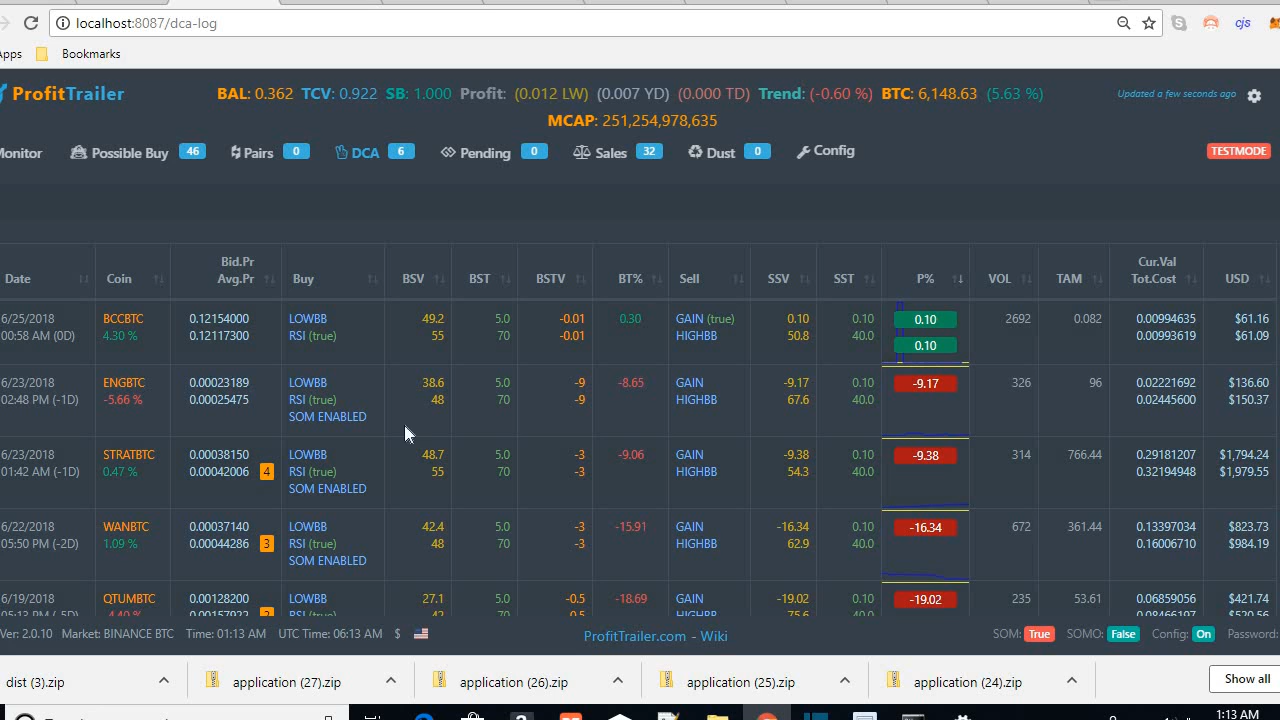 localhost:8087/dca-log
cjs
Apps Bookmarks
ProfitTrailer BAL: 0.362 TCV: 0.922 SB: 1.000 Profit: (0.012 LW) (0.007 YD) (0.000 TD) Trend: (-0.60 %) BTC: 6,148.63 (5.63 %) Updated a few seconds ago
MCAP: 251,254,978,635
Monitor Possible Buy 46 Pairs 0 DCA 6 Pending 0 Sales 32 Dust 0 Config TESTMODE
Bid.Pr Cur.Val
Date Coin Avg.Pr Buy BSV BST BSTV BT% Sell SSV SST P% VOL TAM Tot.Cost USD
6/25/2018 BCCBTC 0.12154000 LOWBB 49.2 5.0 -0.01 0.30 GAIN (true) 0.10 0.10 0.10 2692 0.082 0.00994635 $61.16
00:58 AM (0D) 4.30 % 0.12117300 RSI (true) 55 70 -0.01 HIGHBB 50.8 40.0 0.10 0.00993619 $61.09
6/23/2018 ENGBTC 0.00023189 LOWBB 38.6 5.0 -9 -8.65 GAIN -9.17 0.10 -9.17 326 96 0.02221692 $136.60
02:48 PM (-1D) -5.66 % 0.00025475 RSI (true) 48 70 -9 HIGHBB 67.6 40.0 0.02445600 $150.37
SOM ENABLED
6/23/2018 STRATBTC 0.00038150 LOWBB 48.7 5.0 -3 -9.06 GAIN -9.38 0.10 -9.38 314 766.44 0.29181207 $1,794.24
01:42 AM (-1D) 0.47 % 0.00042006 4 RSI (true) 55 70 -3 HIGHBB 54.3 40.0 0.32194948 $1,979.55
SOM ENABLED
6/22/2018 WANBTC 0.00037140 LOWBB 42.4 5.0 -3 -15.91 GAIN -16.34 0.10 -16.34 672 361.44 0.13397034 $823.73
05:50 PM (-2D) 1.09 % 0.00044286 3 RSI (true) 48 70 -3 HIGHBB 62.9 40.0 0.16006710 $984.19
SOM ENABLED
6/19/2018 QTUMBTC 0.00128200 LOWBB 27.1 5.0 -0.5 -18.69 GAIN -19.02 0.10 -19.02 235 53.61 0.06859056 $421.74
Ver: 2.0.10 Market: BINANCE BTC Time: 01:13 AM UTC Time: 06:13 AM $ ProfitTrailer.com - Wiki SOM: True SOMO: False Config: On Password:
dist (3).zip application (27).zip application (26).zip application (25).zip application (24).zip Show all
1:13 AM